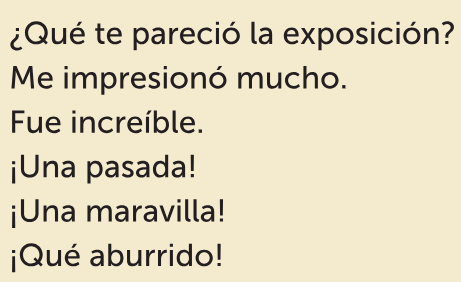 ¿Qué te pareció la exposición?
Me impresionó mucho.
Fue increíble.
¡Una pasada!
¡Una maravilla!
¡Qué aburrido!